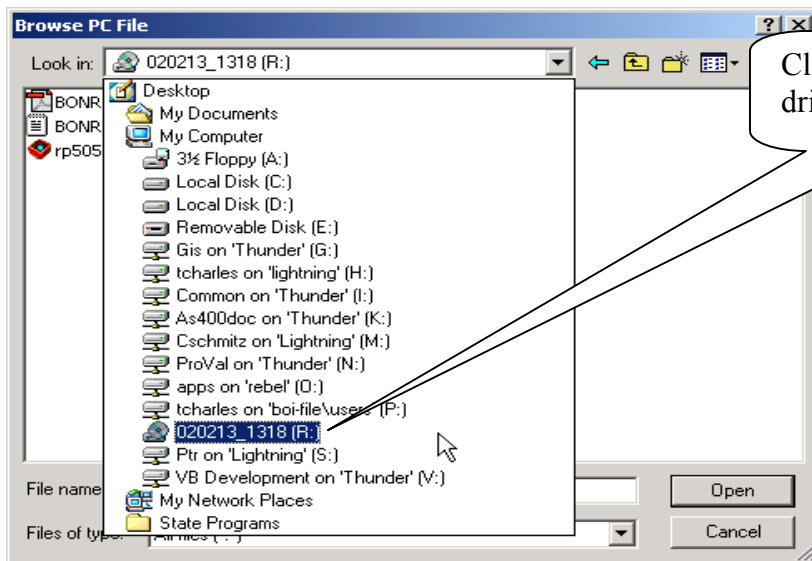 Browse PC File
Look in: 020213_1318 (R:)
BONR
BONR
rp505
Desktop
My Documents
My Computer
3½ Floppy (A:)
Local Disk (C:)
Local Disk (D:)
Removable Disk (E:)
Gis on 'Thunder' (G:)
tcharles on 'lightning' (H:)
Common on 'Thunder' (I:)
As400doc on 'Thunder' (K:)
Cschmitz on 'Lightning' (M:)
ProVal on 'Thunder' (N:)
apps on 'rebel' (O:)
tcharles on 'boi-file\users' (P:)
020213_1318 (R:)
Ptr on 'Lightning' (S:)
VB Development on 'Thunder' (V:)
My Network Places
State Programs
Cl
dri
File name
Open
Files of type:
Cancel